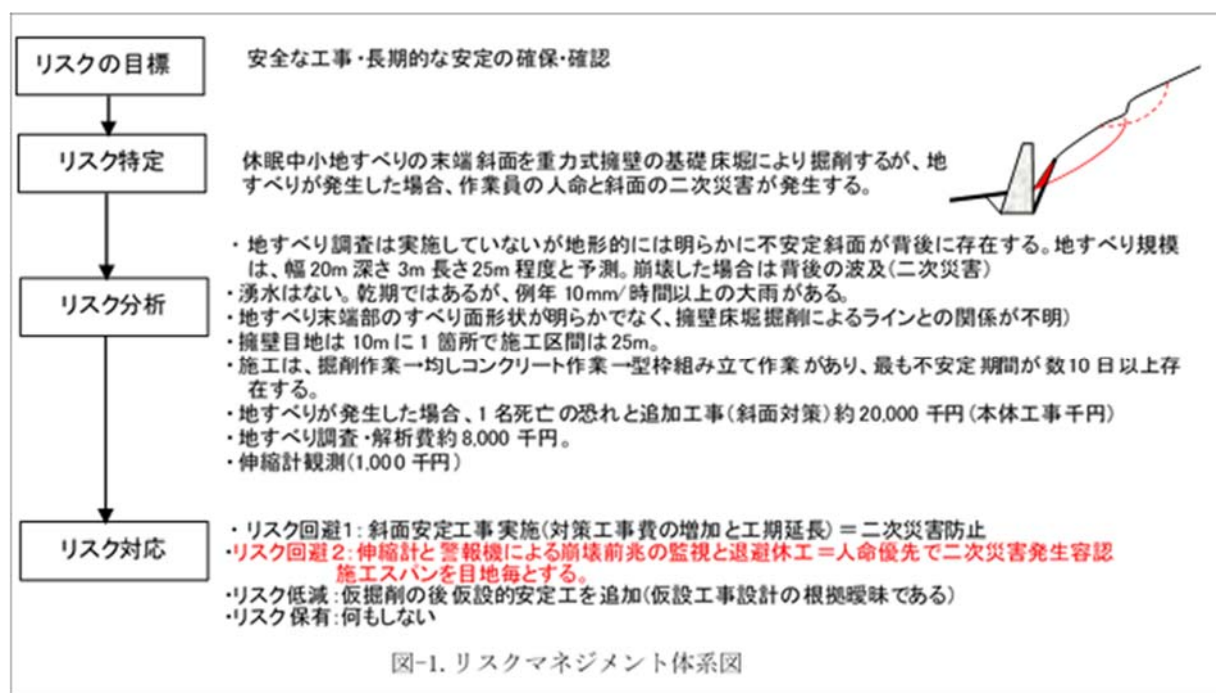 リスクの目標
安全な工事・長期的な安定の確保・確認
リスク特定
休眠中小地すべりの末端斜面を重力式擁壁の基礎床堀により掘削するが、地
すべりが発生した場合、作業員の人命と斜面の二次災害が発生する。
リスク分析
・地すべり調査は実施していないが地形的には明らかに不安定斜面が背後に存在する。地すべり規模
は、幅 20m 深さ 3m 長さ 25m 程度と予測。崩壊した場合は背後の波及(二次災害)
・湧水はない。乾期ではあるが、例年 10mm/時間以上の大雨がある。
・地すべり末端部のすべり面形状が明らかでなく、擁壁床堀掘削によるラインとの関係が不明)
・擁壁目地は 10m に 1 箇所で施工区間は 25m。
・施工は、掘削作業→均しコンクリート作業→型枠組み立て作業があり、最も不安定期間が数10 日以上存
在する。
・地すべりが発生した場合、1 名死亡の恐れと追加工事(斜面対策)約 20,000 千円(本体工事千円)
・地すべり調査・解析費約 8,000 千円。
・伸縮計観測(1,000 千円)
リスク対応
・リスク回避1:斜面安定工事実施(対策工事費の増加と工期延長)=二次災害防止
・リスク回避2:伸縮計と警報機による崩壊前兆の監視と退避休工=人命優先で二次災害発生容認
施工スパンを目地毎とする。
・リスク低減:仮掘削の後仮設的安定工を追加(仮設工事設計の根拠曖昧である)
・リスク保有:何もしない
図-1. リスクマネジメント体系図